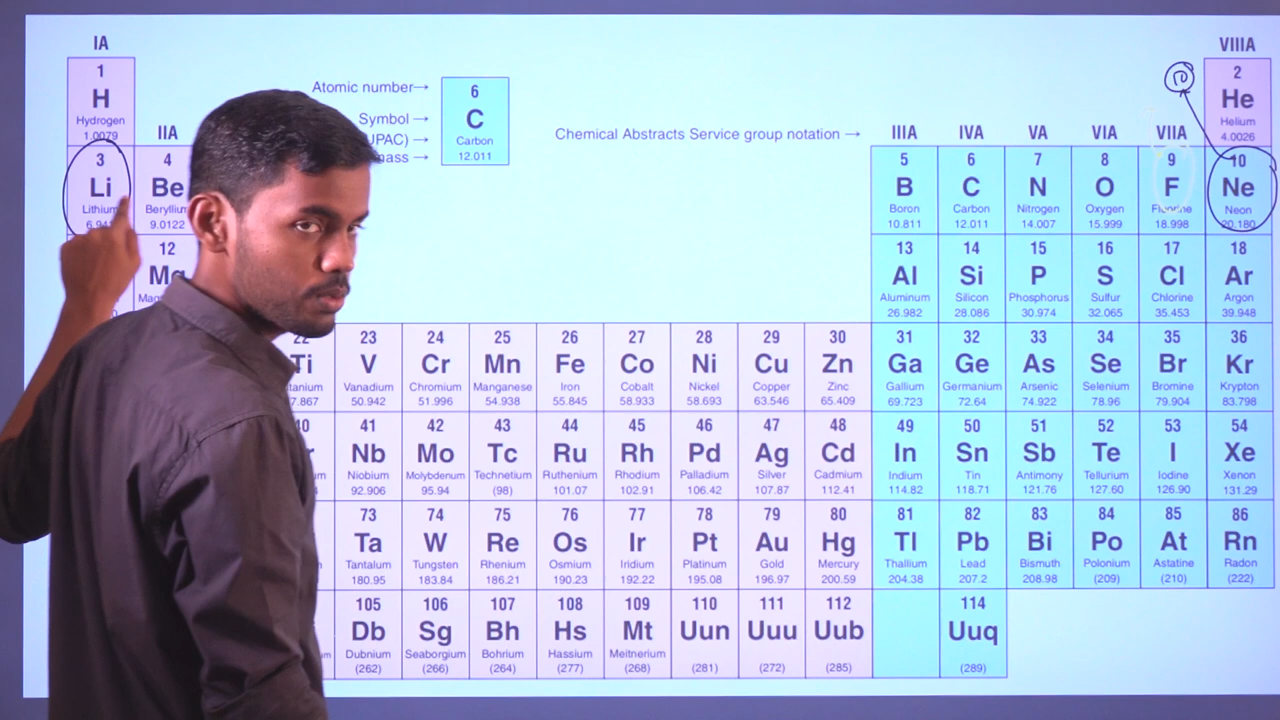 IA
VIIIA
1
H
Hydrogen
1.0079
Atomic number→
Symbol →
UPAC) →
mass →
6
C
Carbon
12.011
Chemical Abstracts Service group notation →
10
2
He
Helium
4.0026
IIA
IIIA IVA VA VIA VIIA
3 4 5 6 7 8 9 10
Li Be B C N O F Ne
Lithium Beryllium Boron Carbon Nitrogen Oxygen Fluorine Neon
6.941 9.0122 10.811 12.011 14.007 15.999 18.998 20.180
12 13 14 15 16 17 18
Mg Al Si P S Cl Ar
Mag Aluminum Silicon Phosphorus Sulfur Chlorine Argon
26.982 28.086 30.974 32.065 35.453 39.948
22 23 24 25 26 27 28 29 30 31 32 33 34 35 36
Ti V Cr Mn Fe Co Ni Cu Zn Ga Ge As Se Br Kr
tanium Vanadium Chromium Manganese Iron Cobalt Nickel Copper Zinc Gallium Germanium Arsenic Selenium Bromine Krypton
7.867 50.942 51.996 54.938 55.845 58.933 58.693 63.546 65.409 69.723 72.64 74.922 78.96 79.904 83.798
40 41 42 43 44 45 46 47 48 49 50 51 52 53 54
r Nb Mo Tc Ru Rh Pd Ag Cd In Sn Sb Te I Xe
Niobium Molybdenum Technetium Ruthenium Rhodium Palladium Silver Cadmium Indium Tin Antimony Tellurium Iodine Xenon
92.906 95.94 (98) 101.07 102.91 106.42 107.87 112.41 114.82 118.71 121.76 127.60 126.90 131.29
73 74 75 76 77 78 79 80 81 82 83 84 85 86
Ta W Re Os Ir Pt Au Hg Tl Pb Bi Po At Rn
Tantalum Tungsten Rhenium Osmium Iridium Platinum Gold Mercury Thallium Lead Bismuth Polonium Astatine Radon
180.95 183.84 186.21 190.23 192.22 195.08 196.97 200.59 204.38 207.2 208.98 (209) (210) (222)
105 106 107 108 109 110 111 112 114
Db Sg Bh Hs Mt Uun Uuu Uub Uuq
Dubnium Seaborgium Bohrium Hassium Meitnerium
(262) (266) (264) (277) (268) (281) (272) (285) (289)